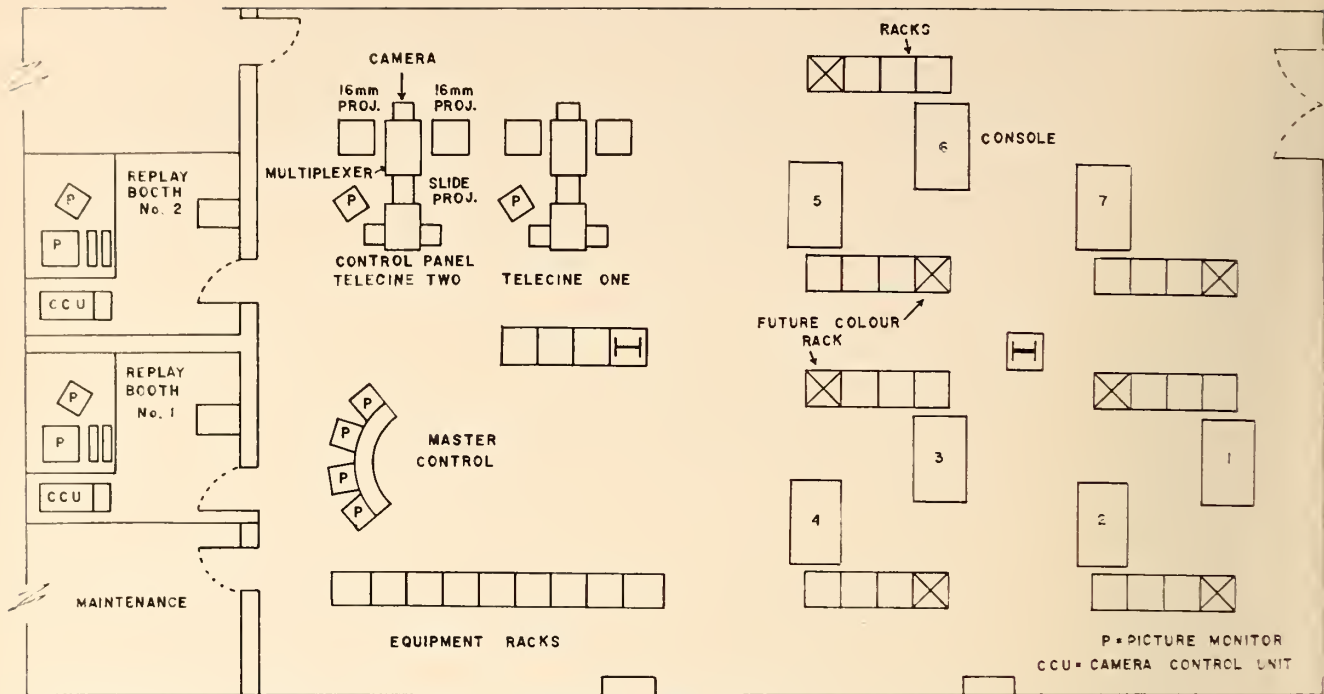 RACKS
CAMERA
16mm
PROJ.
16mm
PROJ.
CONSOLE
6
MULTIPLEXER
SLIDE
PROJ.
REPLAY
BOOTH
No. 2
P
P
CCU
P
P
5
7
CONTROL PANEL
TELECINE TWO
TELECINE ONE
FUTURE COLOUR
RACK
REPLAY
BOOTH
No. 1
P
P
CCU
P
P
P
P
MASTER
CONTROL
3
1
4
2
MAINTENANCE
EQUIPMENT RACKS
P = PICTURE MONITOR
CCU = CAMERA CONTROL UNIT